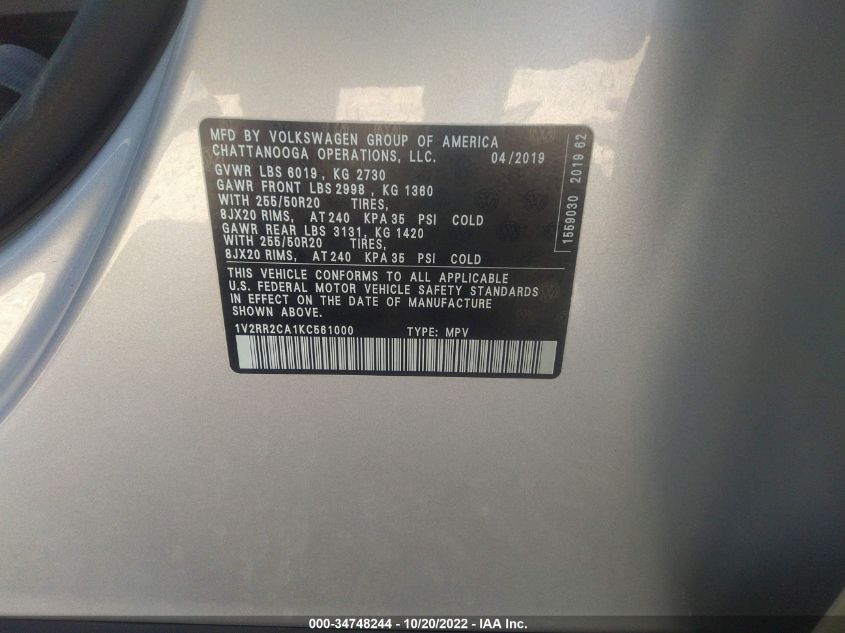 MFD BY VOLKSWAGEN GROUP OF AMERICA
CHATTANOOGA OPERATIONS, LLC. 04/2019
GVWR LBS 6019, KG 2730
GAWR FRONT LBS 2998, KG 1360
WITH 255/50R20 TIRES,
8JX20 RIMS, AT 240 KPA 35 PSI COLD
GAWR REAR LBS 3131, KG 1420
WITH 255/50R20 TIRES,
8JX20 RIMS, AT 240 KPA 35 PSI COLD
THIS VEHICLE CONFORMS TO ALL APPLICABLE
U.S. FEDERAL MOTOR VEHICLE SAFETY STANDARDS
IN EFFECT ON THE DATE OF MANUFACTURE
SHOWN ABOVE.
1V2RR2CA1KC561000 TYPE: MPV
1559030 2019 62
000-34748244 - 10/20/2022 - IAA Inc.